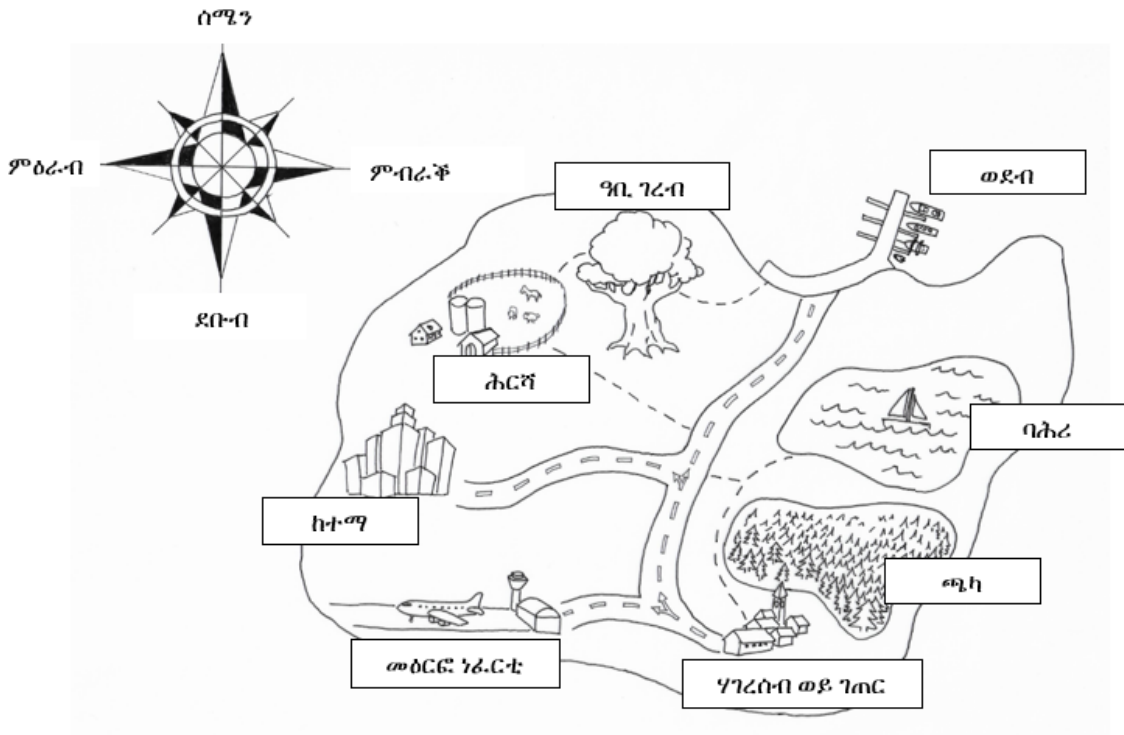 ሰሜን
ምዕራብ
ምብራቕ
ደቡብ
ዓቢ ገረብ
ወደብ
ሕርሻ
ባሕሪ
ከተማ
ጫካ
መዕርፎ ነፈርቲ
ሃገረሰብ ወይ ገጠር